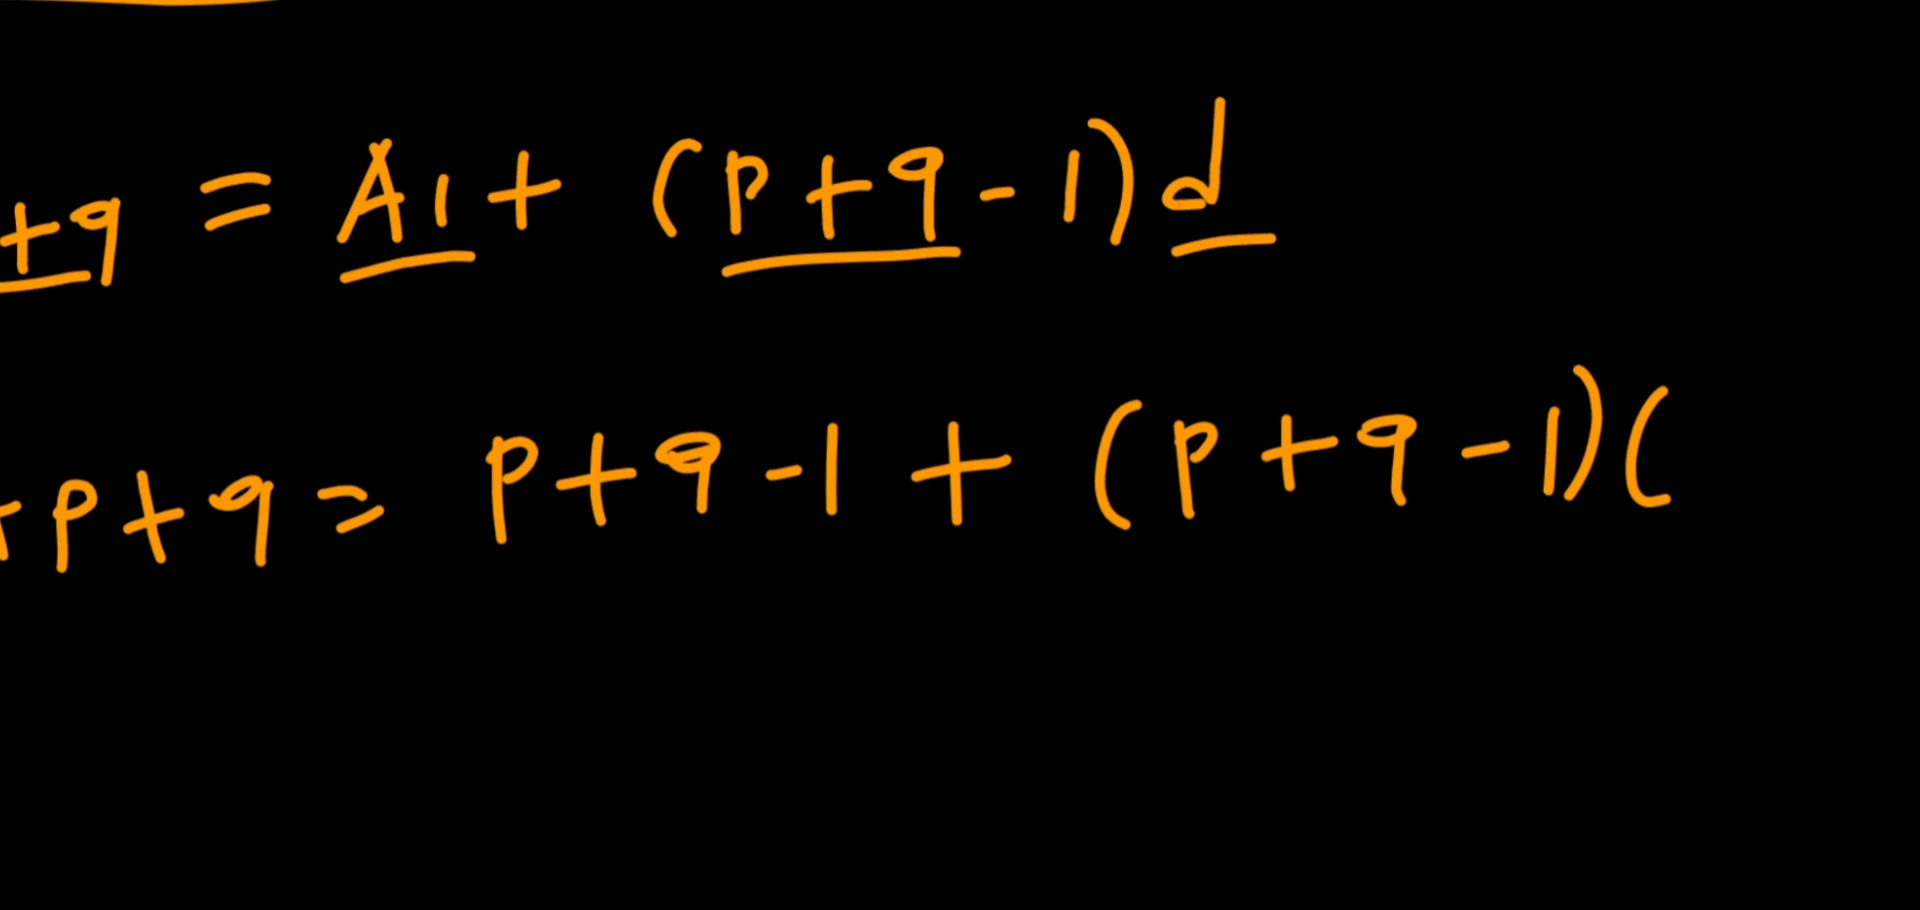 +q = A1 + (p+q-1)d
+p+q = p+q-1 + (p+q-1)(